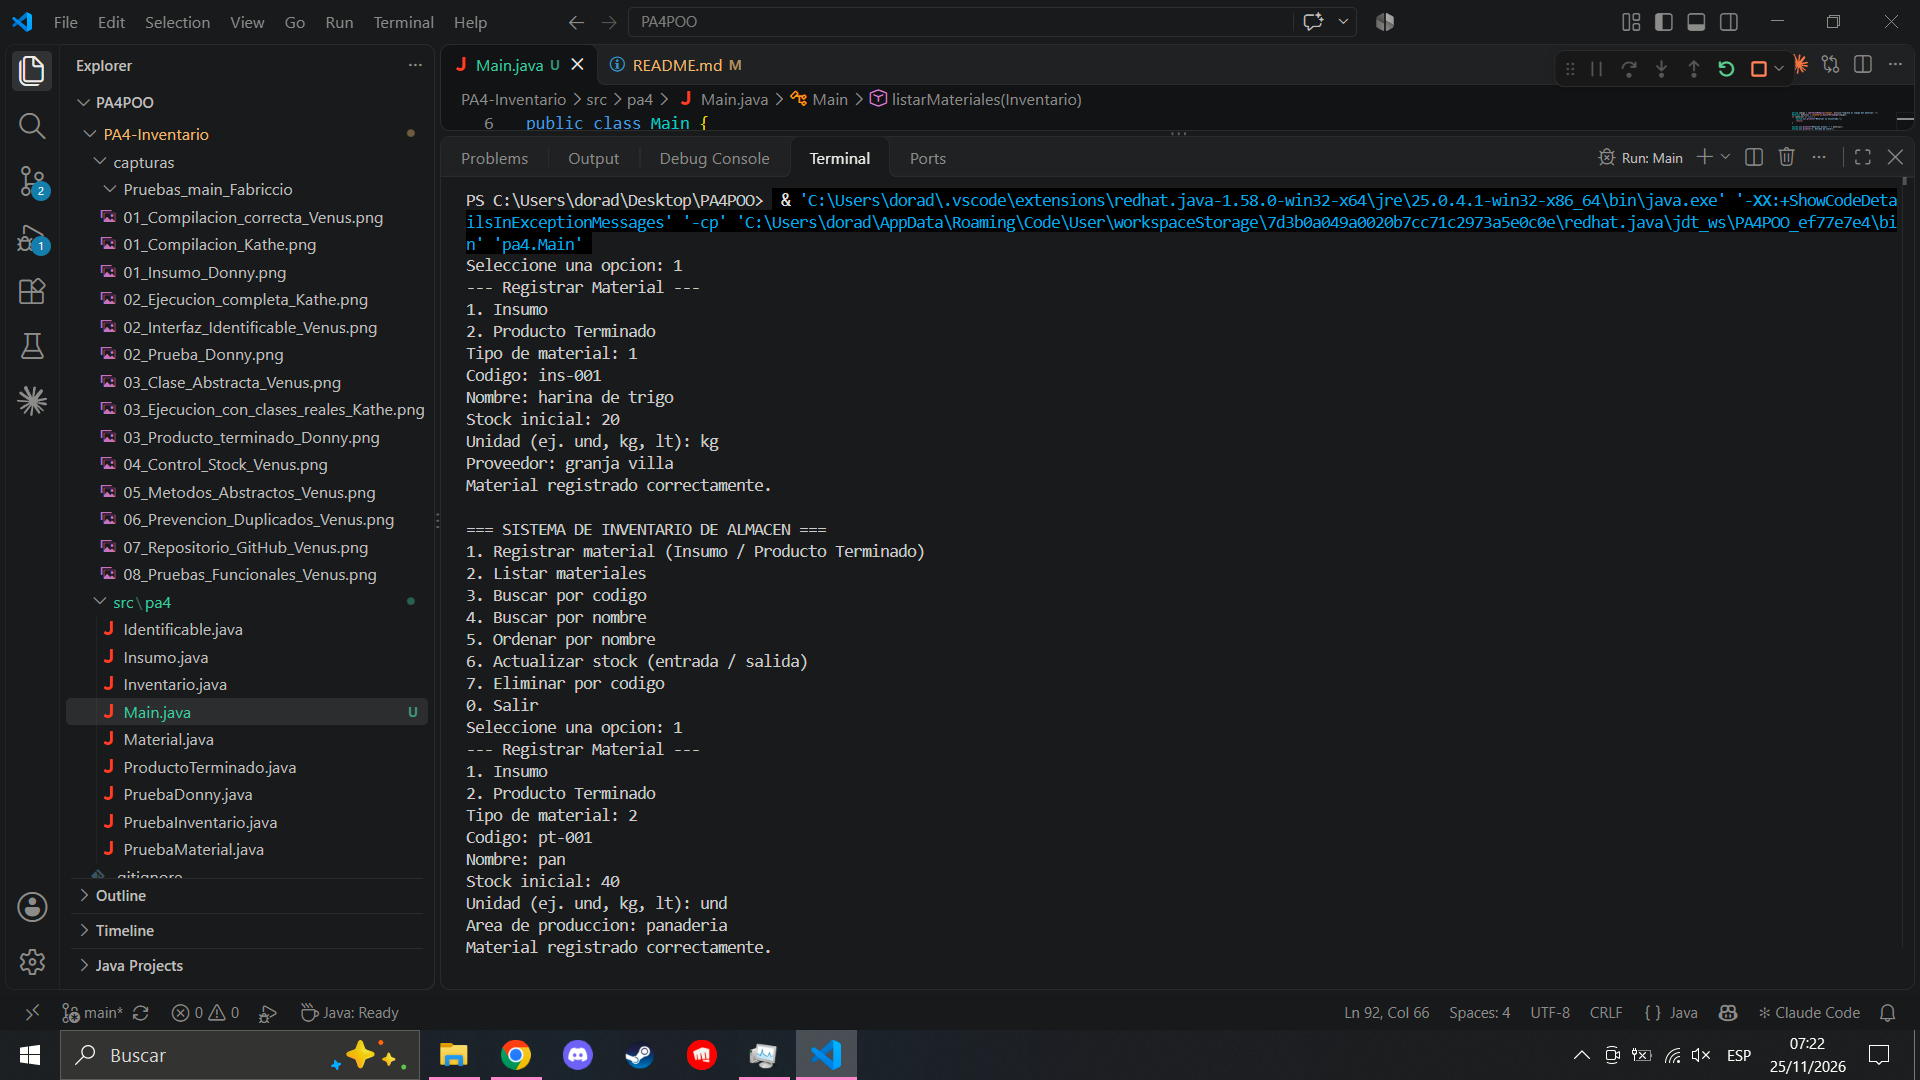 File Edit Selection View Go Run Terminal Help
PA4POO
Explorer
PA4POO
PA4-Inventario
capturas
Pruebas_main_Fabriccio
01_Compilacion_correcta_Venus.png
01_Compilacion_Kathe.png
01_Insumo_Donny.png
02_Ejecucion_completa_Kathe.png
02_Interfaz_Identificable_Venus.png
02_Prueba_Donny.png
03_Clase_Abstracta_Venus.png
03_Ejecucion_con_clases_reales_Kathe.png
03_Producto_terminado_Donny.png
04_Control_Stock_Venus.png
05_Metodos_Abstractos_Venus.png
06_Prevencion_Duplicados_Venus.png
07_Repositorio_GitHub_Venus.png
08_Pruebas_Funcionales_Venus.png
src\pa4
Identificable.java
Insumo.java
Inventario.java
Main.java U
Material.java
ProductoTerminado.java
PruebaDonny.java
PruebaInventario.java
PruebaMaterial.java
.gitignore
Outline
Timeline
Java Projects
2
1
Main.java U
README.md M
PA4-Inventario > src > pa4 > Main.java > Main > listarMateriales(Inventario)
6 public class Main {
Problems Output Debug Console Terminal Ports
Run: Main
PS C:\Users\dorad\Desktop\PA4POO> & 'C:\Users\dorad\.vscode\extensions\redhat.java-1.58.0-win32-x64\jre\25.0.4.1-win32-x86_64\bin\java.exe' '-XX:+ShowCodeDeta
ilsInExceptionMessages' '-cp' 'C:\Users\dorad\AppData\Roaming\Code\User\workspaceStorage\7d3b0a049a0020b7cc71c2973a5e0c0e\redhat.java\jdt_ws\PA4POO_ef77e7e4\bi
n' 'pa4.Main'
Seleccione una opcion: 1
--- Registrar Material ---
1. Insumo
2. Producto Terminado
Tipo de material: 1
Codigo: ins-001
Nombre: harina de trigo
Stock inicial: 20
Unidad (ej. und, kg, lt): kg
Proveedor: granja villa
Material registrado correctamente.
=== SISTEMA DE INVENTARIO DE ALMACEN ===
1. Registrar material (Insumo / Producto Terminado)
2. Listar materiales
3. Buscar por codigo
4. Buscar por nombre
5. Ordenar por nombre
6. Actualizar stock (entrada / salida)
7. Eliminar por codigo
0. Salir
Seleccione una opcion: 1
--- Registrar Material ---
1. Insumo
2. Producto Terminado
Tipo de material: 2
Codigo: pt-001
Nombre: pan
Stock inicial: 40
Unidad (ej. und, kg, lt): und
Area de produccion: panaderia
Material registrado correctamente.
main* 0 0 Java: Ready
Ln 92, Col 66 Spaces: 4 UTF-8 CRLF { } Java Claude Code
Buscar
ESP
07:22
25/11/2026